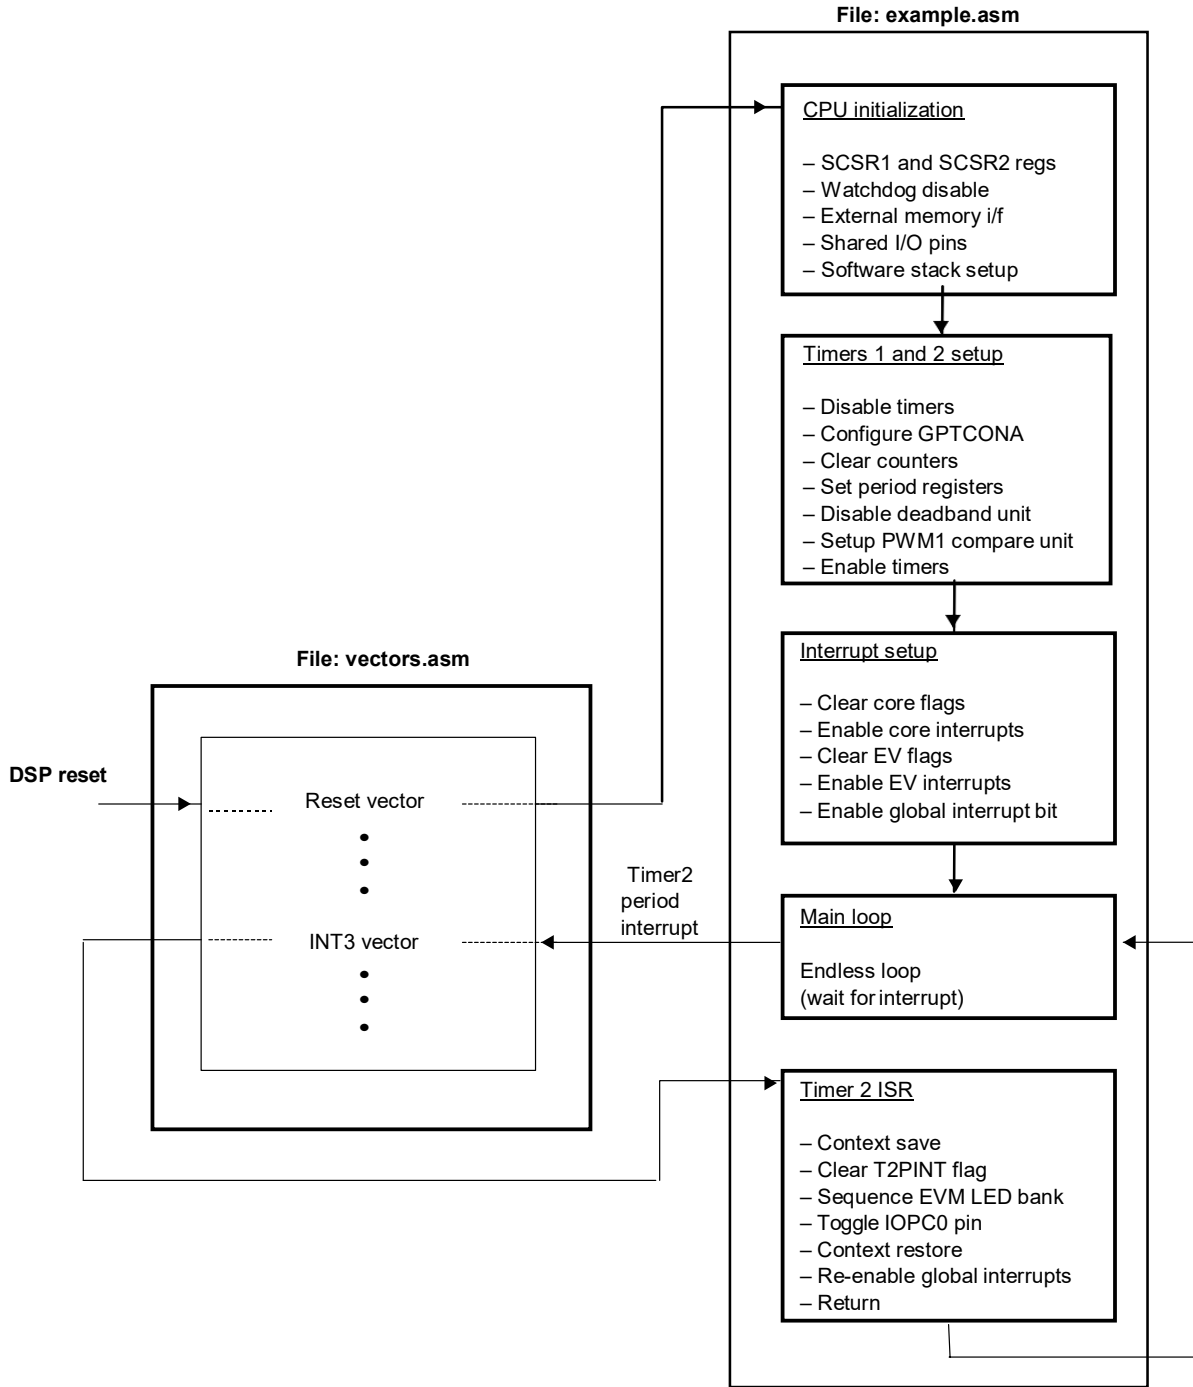 File: example.asm
CPU initialization
– SCSR1 and SCSR2 regs
– Watchdog disable
– External memory i/f
– Shared I/O pins
– Software stack setup
Timers 1 and 2 setup
– Disable timers
– Configure GPTCONA
– Clear counters
– Set period registers
– Disable deadband unit
– Setup PWM1 compare unit
– Enable timers
Interrupt setup
– Clear core flags
– Enable core interrupts
– Clear EV flags
– Enable EV interrupts
– Enable global interrupt bit
File: vectors.asm
DSP reset
Reset vector
INT3 vector
Timer2
period
interrupt
Main loop
Endless loop
(wait for interrupt)
Timer 2 ISR
– Context save
– Clear T2PINT flag
– Sequence EVM LED bank
– Toggle IOPC0 pin
– Context restore
– Re-enable global interrupts
– Return